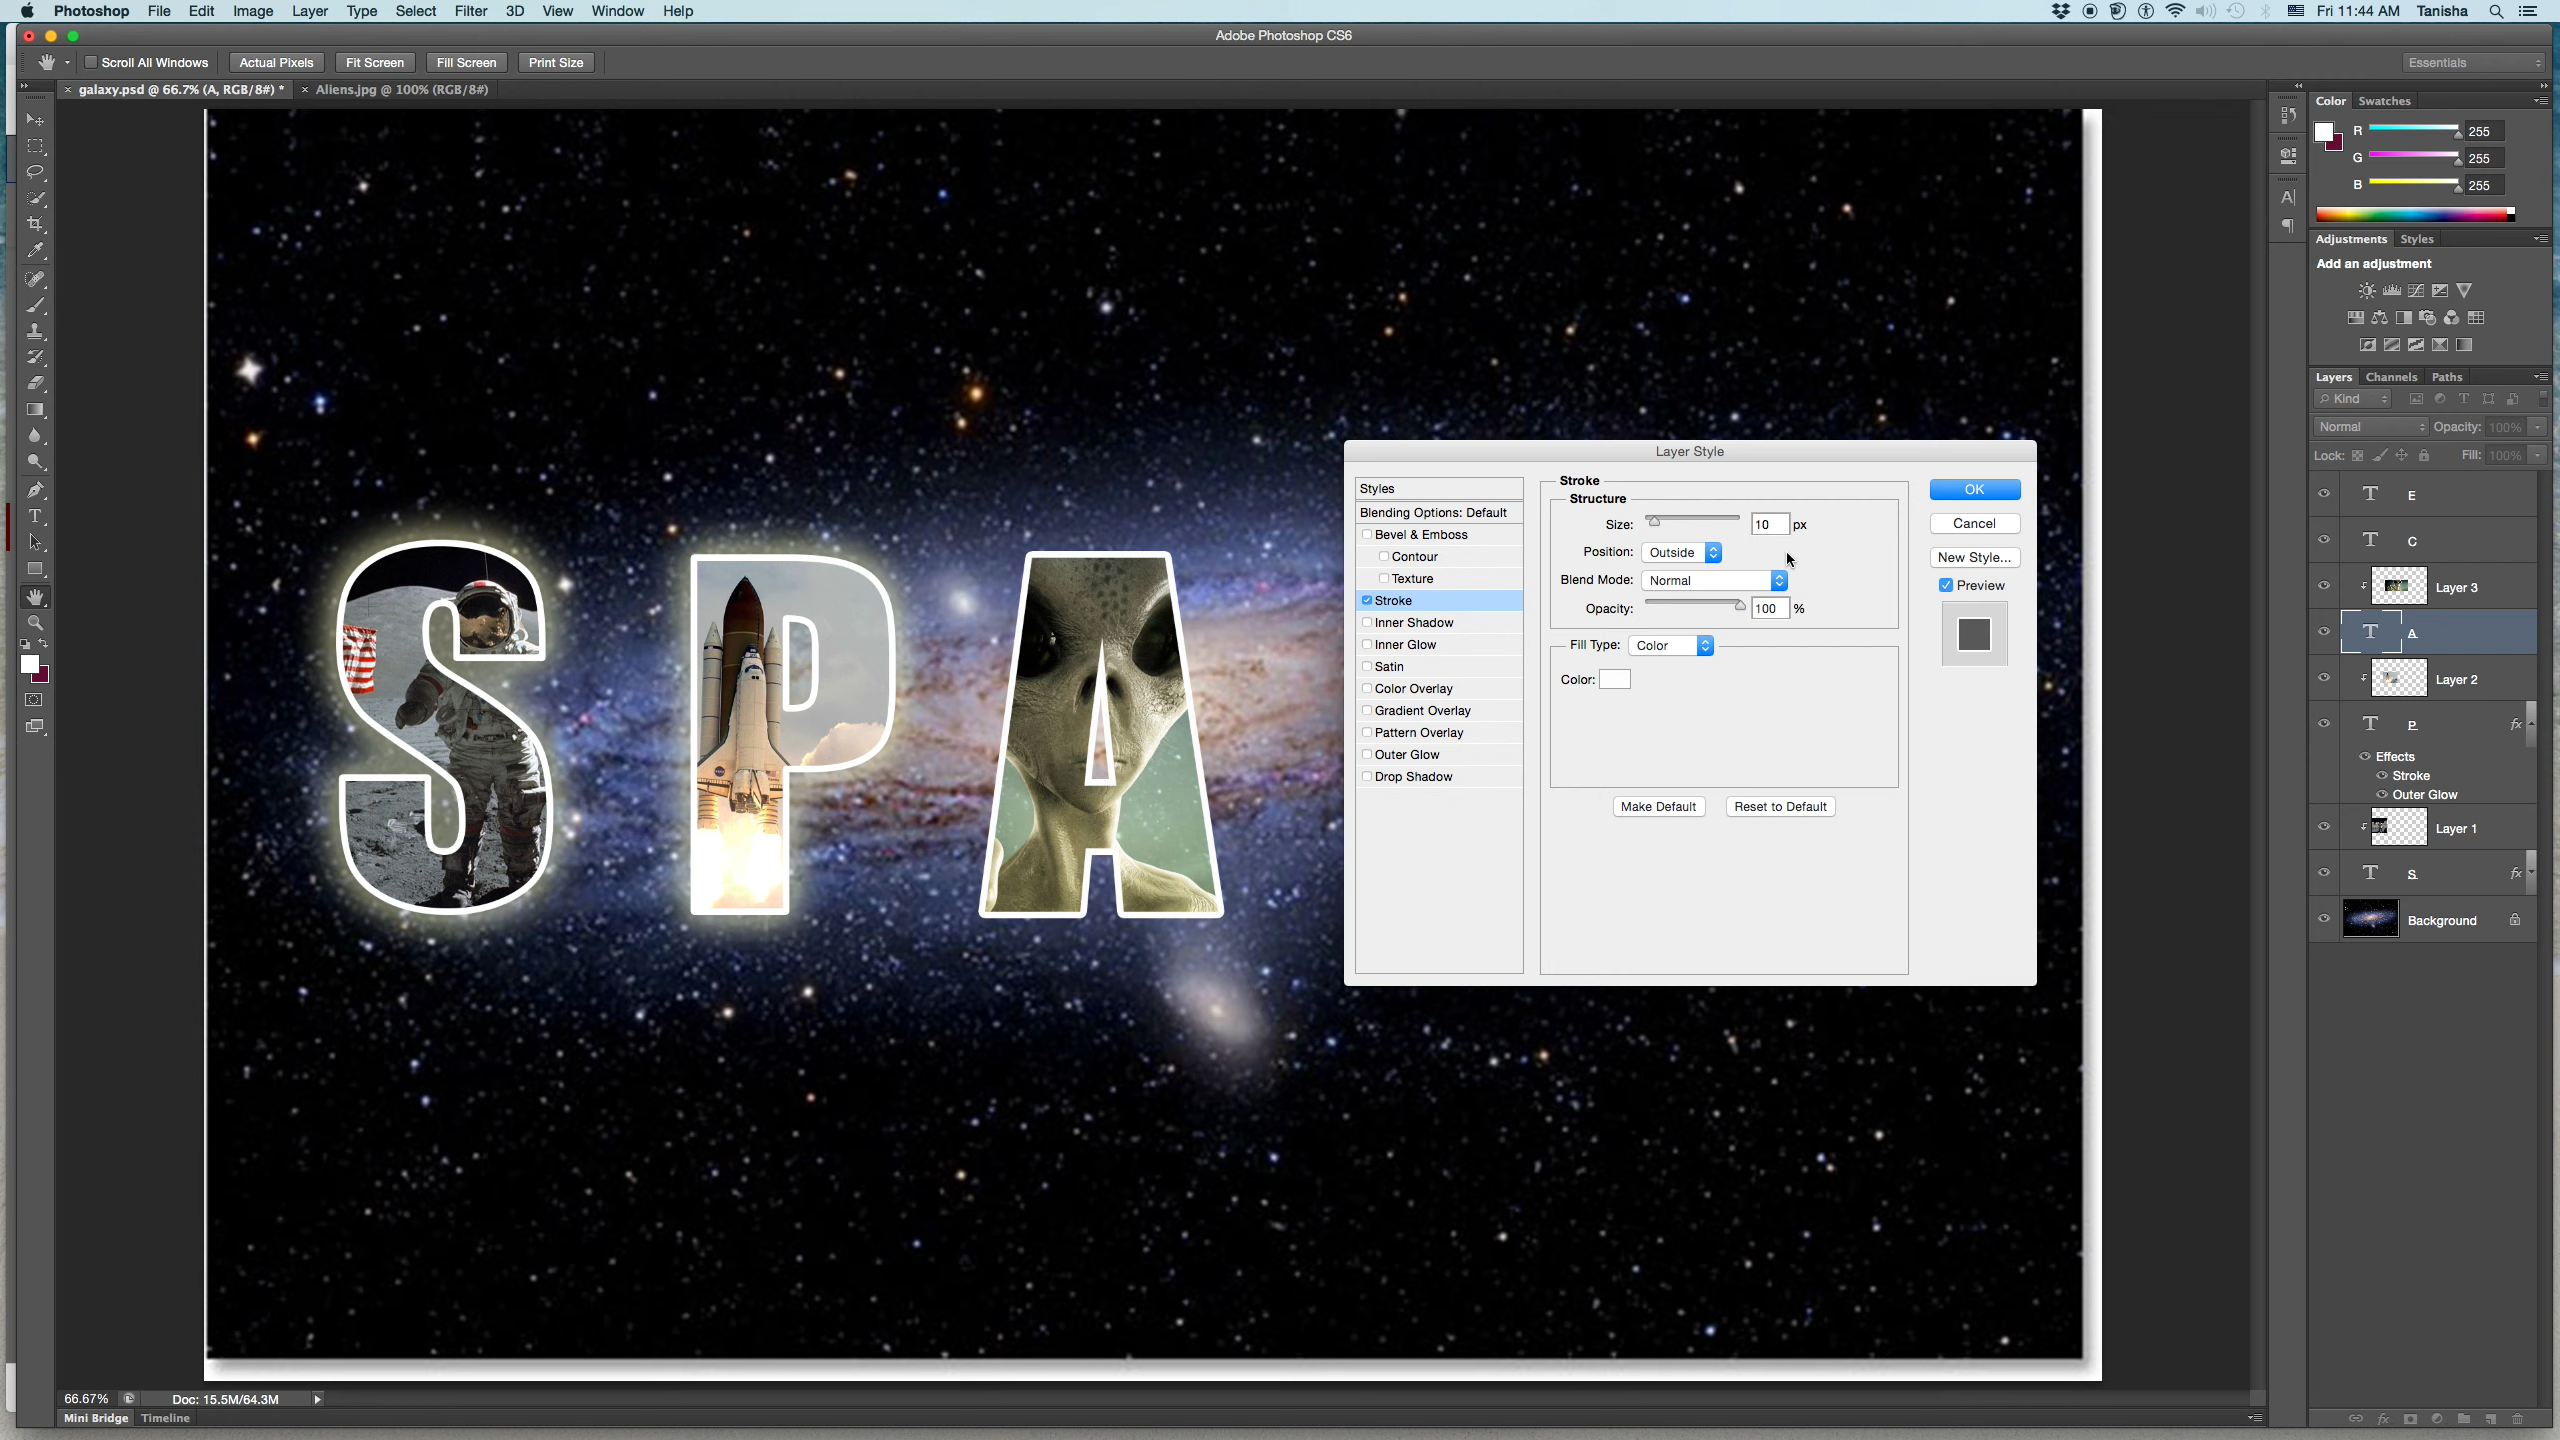 Photoshop File Edit Image Layer Type Select Filter 3D View Window Help Fri 11:44 AM Tanisha
Adobe Photoshop CS6
Scroll All Windows Actual Pixels Fit Screen Fill Screen Print Size Essentials
× galaxy.psd @ 66.7% (A, RGB/8#) * × Aliens.jpg @ 100% (RGB/8#)
Color Swatches
R 255
G 255
B 255
Adjustments Styles
Add an adjustment
Layers Channels Paths
Kind
Normal Opacity: 100%
Lock: Fill: 100%
T E
T C
Layer 3
T A
Layer 2
T P fx
Effects
Stroke
Outer Glow
Layer 1
T S fx
Background
S P A
Layer Style
Styles
Blending Options: Default
Bevel & Emboss
Contour
Texture
Stroke
Inner Shadow
Inner Glow
Satin
Color Overlay
Gradient Overlay
Pattern Overlay
Outer Glow
Drop Shadow
Stroke
Structure
Size: 10 px
Position: Outside
Blend Mode: Normal
Opacity: 100 %
Fill Type: Color
Color:
Make Default Reset to Default
OK
Cancel
New Style...
Preview
66.67% Doc: 15.5M/64.3M
Mini Bridge Timeline